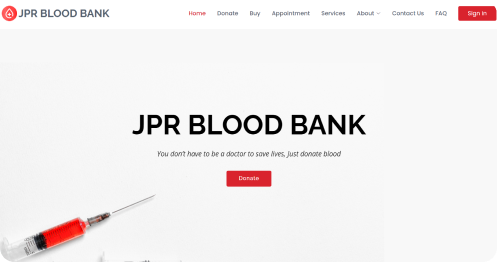 JPR BLOOD BANK
Home Donate Buy Appointment Services About Contact Us FAQ Sign in
JPR BLOOD BANK
You don't have to be a doctor to save lives, Just donate blood
Donate